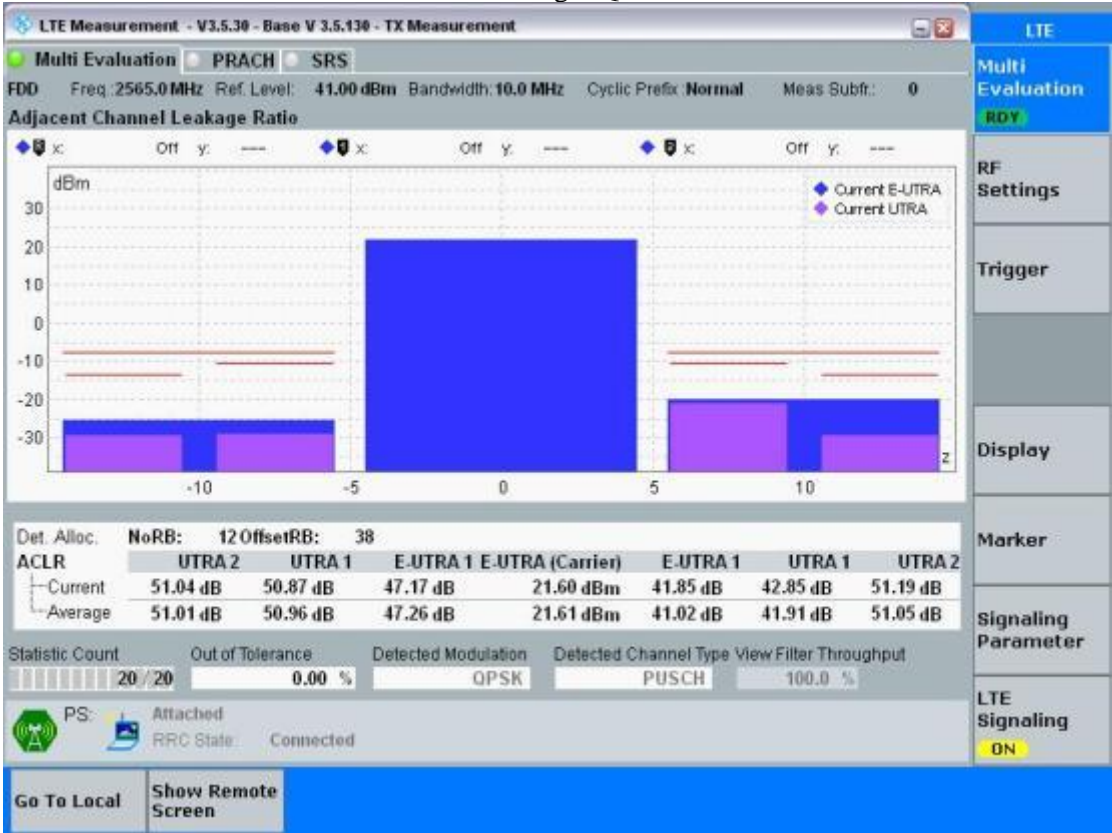 LTE Measurement - V3.5.30 - Base V 3.5.130 - TX Measurement
LTE
Multi Evaluation PRACH SRS
Multi Evaluation
RDY
FDD Freq.:2565.0 MHz Ref. Level: 41.00 dBm Bandwidth: 10.0 MHz Cyclic Prefix: Normal Meas Subfr.: 0
Adjacent Channel Leakage Ratio
x: Off y: --- x: Off y: --- x: Off y: ---
dBm
Current E-UTRA
Current UTRA
30
20
10
0
-10
-20
-30
z
-10 -5 0 5 10
RF Settings
Trigger
Display
Marker
Signaling Parameter
LTE Signaling
ON
Det. Alloc. NoRB: 12 OffsetRB: 38
ACLR UTRA 2 UTRA 1 E-UTRA 1 E-UTRA (Carrier) E-UTRA 1 UTRA 1 UTRA 2
Current 51.04 dB 50.87 dB 47.17 dB 21.60 dBm 41.85 dB 42.85 dB 51.19 dB
Average 51.01 dB 50.96 dB 47.26 dB 21.61 dBm 41.02 dB 41.91 dB 51.05 dB
Statistic Count Out of Tolerance Detected Modulation Detected Channel Type View Filter Throughput
20 / 20 0.00 % QPSK PUSCH 100.0 %
PS: Attached
RRC State: Connected
Go To Local
Show Remote Screen